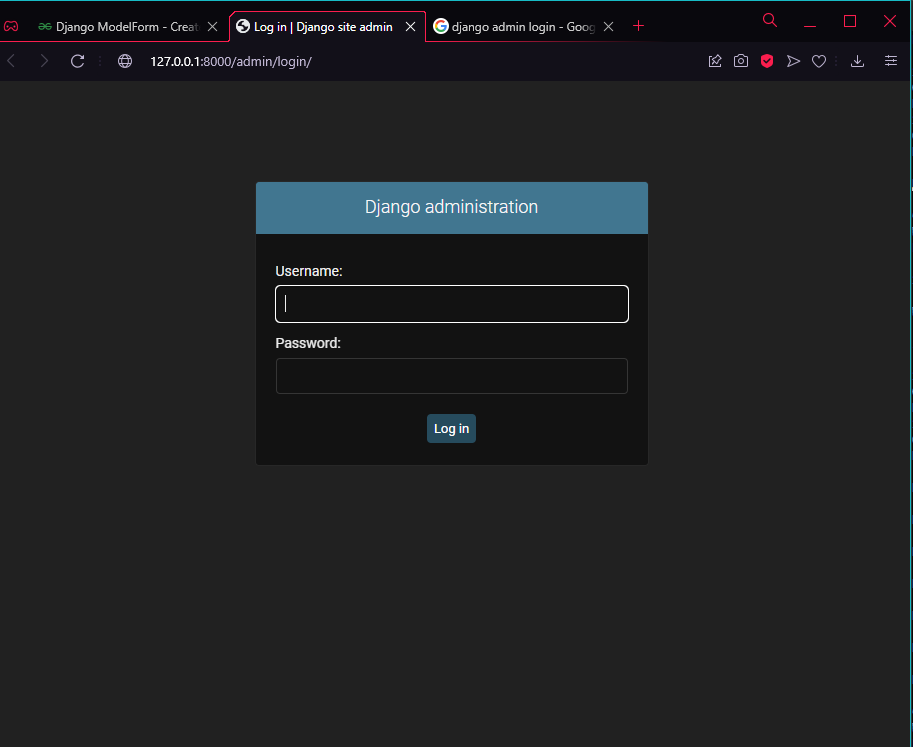 Django ModelForm - Creat
Log in | Django site admin
django admin login - Goog
127.0.0.1:8000/admin/login/
Django administration
Username:
Password:
Log in